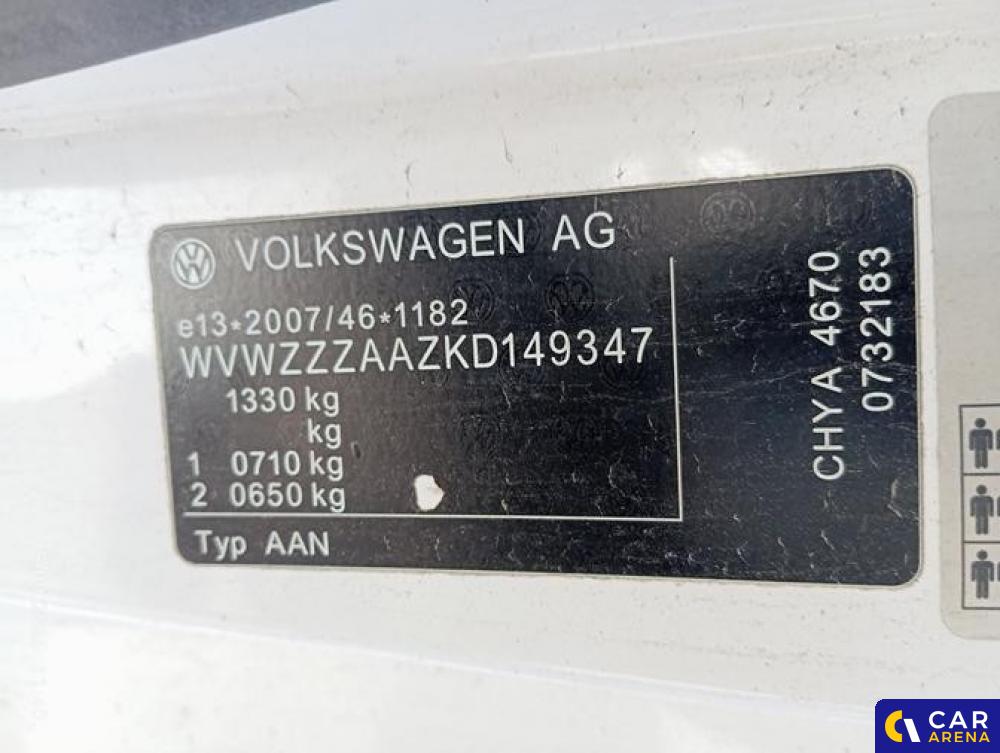 VOLKSWAGEN AG
e13*2007/46*1182
WVWZZZAAZKD149347
1330 kg
kg
1 0710 kg
2 0650 kg
Typ AAN
CHYA 4670
0732183
CAR
ARENA